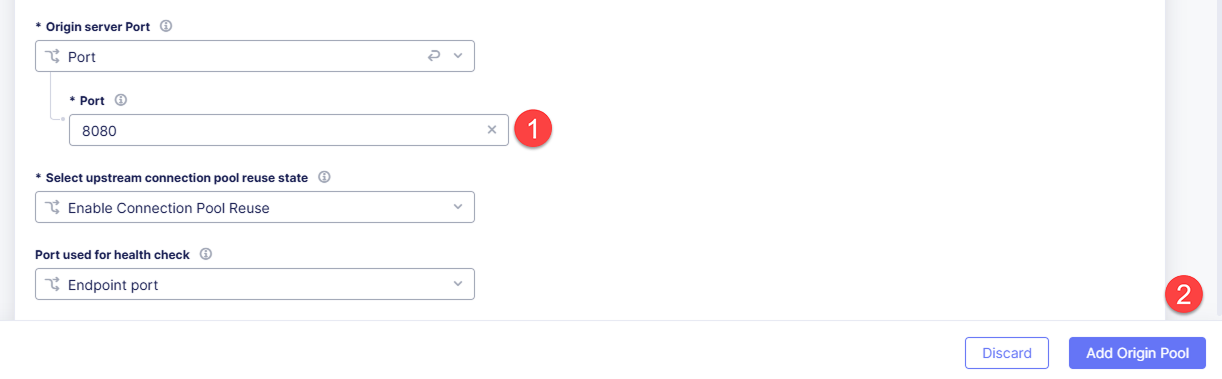 * Origin server Port
Port
* Port
8080
1
* Select upstream connection pool reuse state
Enable Connection Pool Reuse
Port used for health check
Endpoint port
2
Discard
Add Origin Pool